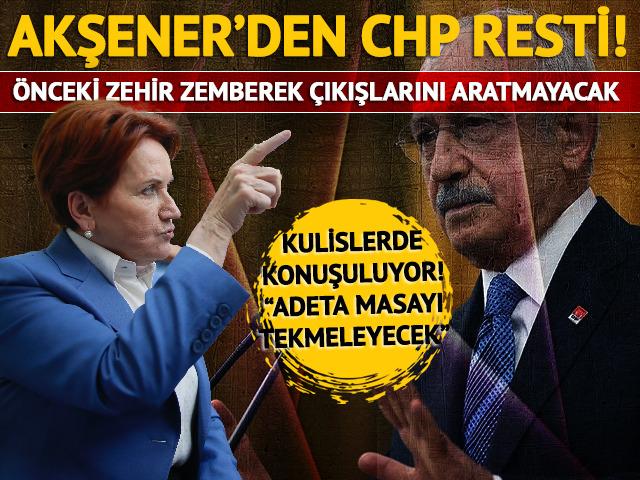 AKŞENER’DEN CHP RESTİ!
ÖNCEKİ ZEHİR ZEMBEREK ÇIKIŞLARINI ARATMAYACAK
KULİSLERDE
KONUŞULUYOR!
“ADETA MASAYI
TEKMELEYECEK”